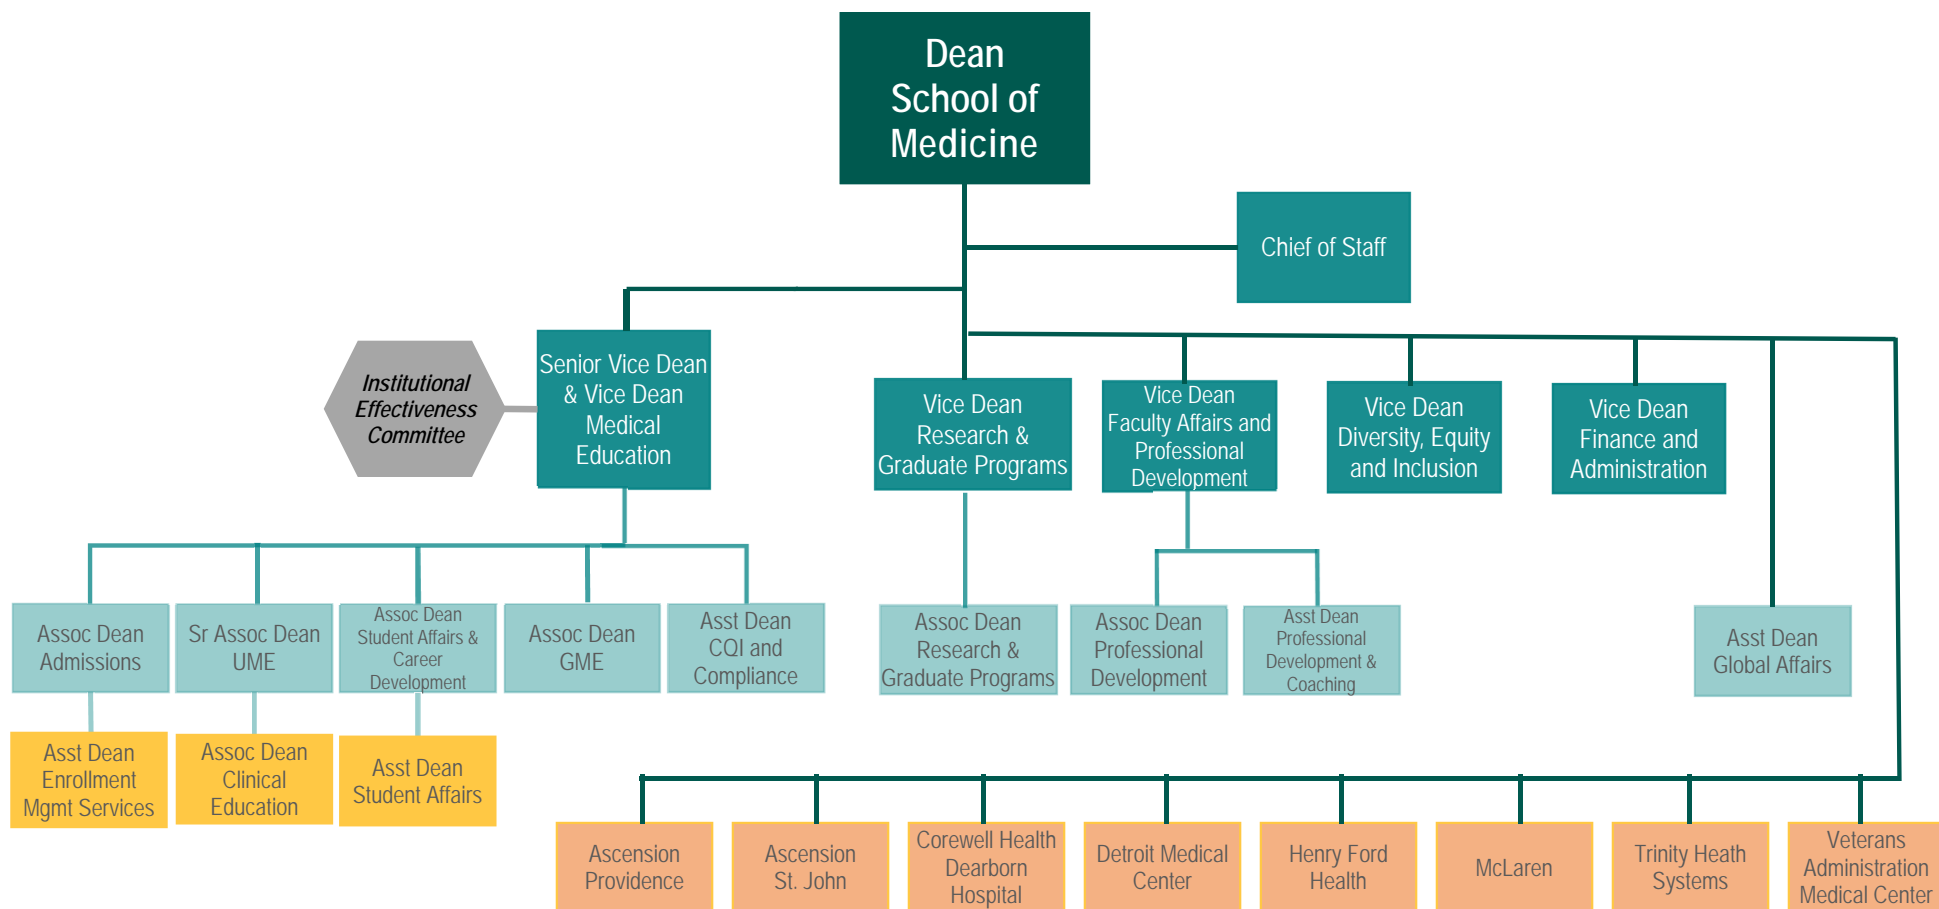 Dean
School of
Medicine
Chief of Staff
Institutional
Effectiveness
Committee
Senior Vice Dean
& Vice Dean
Medical
Education
Vice Dean
Research &
Graduate Programs
Vice Dean
Faculty Affairs and
Professional
Development
Vice Dean
Diversity, Equity
and Inclusion
Vice Dean
Finance and
Administration
Assoc Dean
Admissions
Sr Assoc Dean
UME
Assoc Dean
Student Affairs &
Career
Development
Assoc Dean
GME
Asst Dean
CQI and
Compliance
Assoc Dean
Research &
Graduate Programs
Assoc Dean
Professional
Development
Asst Dean
Professional
Development &
Coaching
Asst Dean
Global Affairs
Asst Dean
Enrollment
Mgmt Services
Assoc Dean
Clinical
Education
Asst Dean
Student Affairs
Ascension
Providence
Ascension
St. John
Corewell Health
Dearborn
Hospital
Detroit Medical
Center
Henry Ford
Health
McLaren
Trinity Heath
Systems
Veterans
Administration
Medical Center